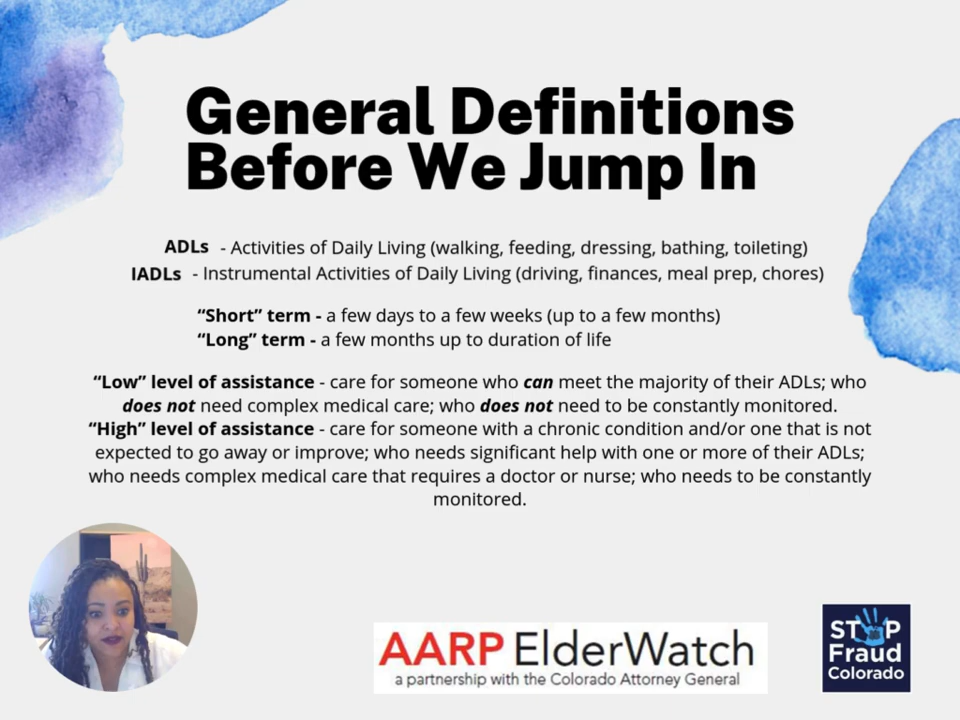 General Definitions
Before We Jump In
ADLs - Activities of Daily Living (walking, feeding, dressing, bathing, toileting)
IADLs - Instrumental Activities of Daily Living (driving, finances, meal prep, chores)
“Short” term - a few days to a few weeks (up to a few months)
“Long” term - a few months up to duration of life
“Low” level of assistance - care for someone who can meet the majority of their ADLs; who
does not need complex medical care; who does not need to be constantly monitored.
“High” level of assistance - care for someone with a chronic condition and/or one that is not
expected to go away or improve; who needs significant help with one or more of their ADLs;
who needs complex medical care that requires a doctor or nurse; who needs to be constantly
monitored.
AARP ElderWatch
a partnership with the Colorado Attorney General
STOP
Fraud
Colorado